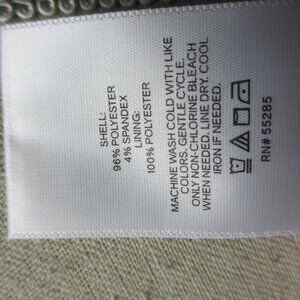 SHELL:
96% POLYESTER
4% SPANDEX
LINING:
100% POLYESTER
MACHINE WASH COLD WITH LIKE
COLORS. GENTLE CYCLE.
ONLY NON-CHLORINE BLEACH
WHEN NEEDED. LINE DRY. COOL
IRON IF NEEDED.
RN# 55285